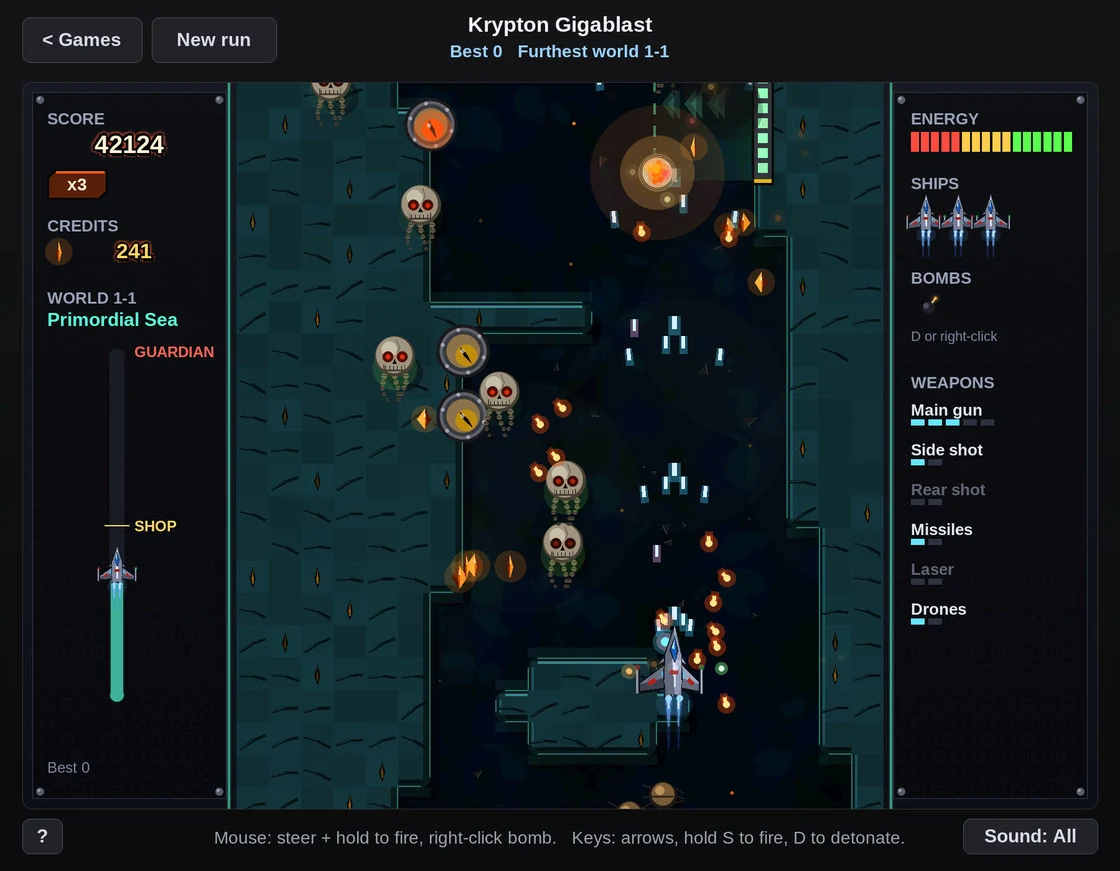 < Games
New run
Krypton Gigablast
Best 0 Furthest world 1-1
SCORE
42124
x3
CREDITS
241
WORLD 1-1
Primordial Sea
GUARDIAN
SHOP
Best 0
ENERGY
SHIPS
BOMBS
D or right-click
WEAPONS
Main gun
Side shot
Rear shot
Missiles
Laser
Drones
?
Mouse: steer + hold to fire, right-click bomb. Keys: arrows, hold S to fire, D to detonate.
Sound: All